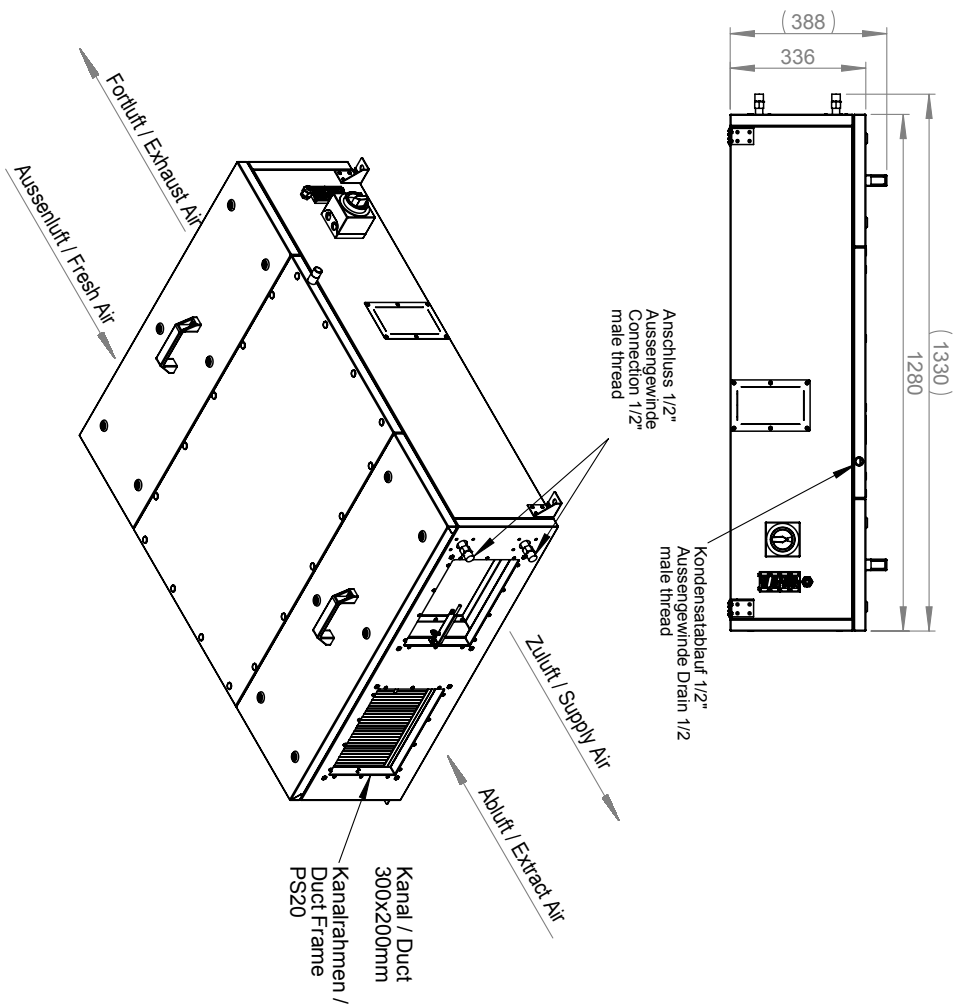 (388)
336
(1330)
1280
Kondensatablauf 1/2"
Aussengewinde Drain 1/2
male thread
Anschluss 1/2"
Aussengewinde
Connection 1/2"
male thread
Fortluft / Exhaust Air
Aussenluft / Fresh Air
Zuluft / Supply Air
Abluft / Extract Air
Kanal / Duct
300x200mm
Kanalrahmen /
Duct Frame
PS20